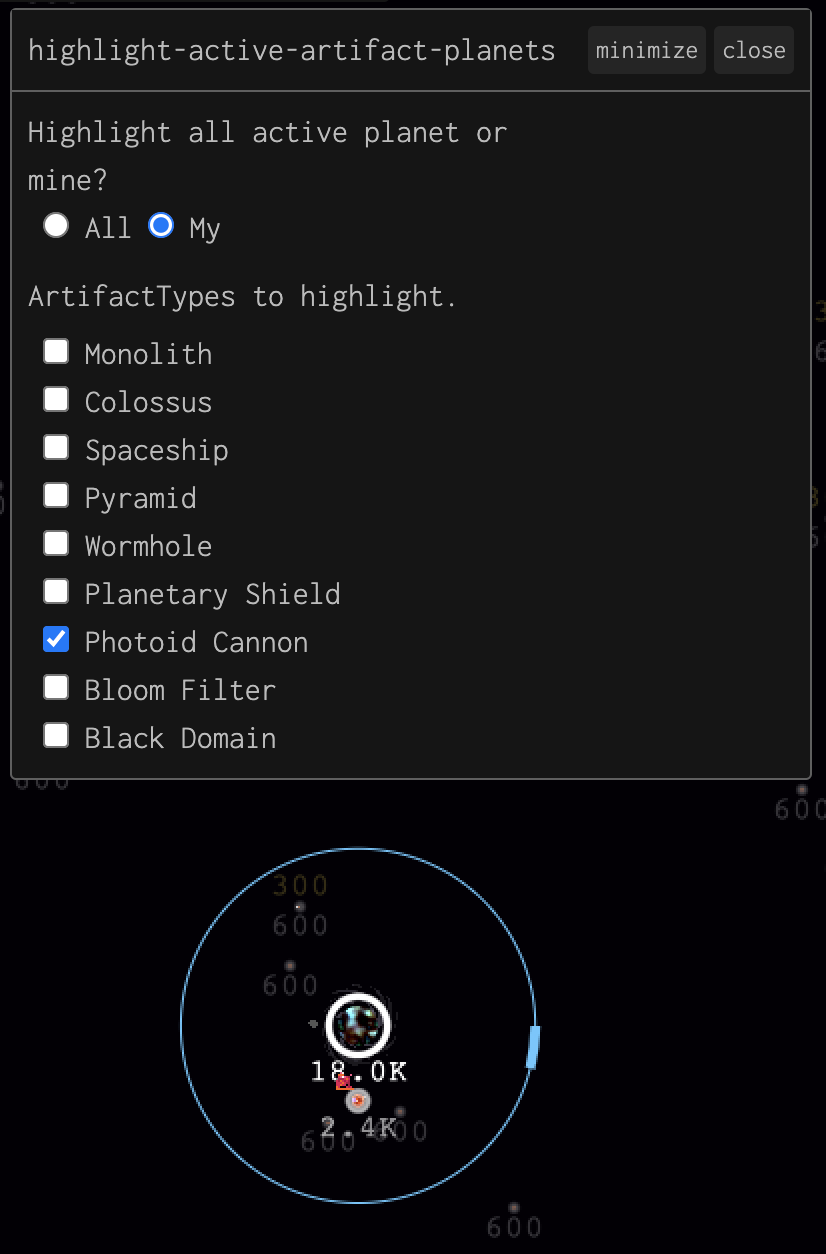 highlight-active-artifact-planets minimize close
Highlight all active planet or
mine?
All My
ArtifactTypes to highlight.
Monolith
Colossus
Spaceship
Pyramid
Wormhole
Planetary Shield
Photoid Cannon
Bloom Filter
Black Domain
600
600
300
600
600
18.0K
2.4K
600
600